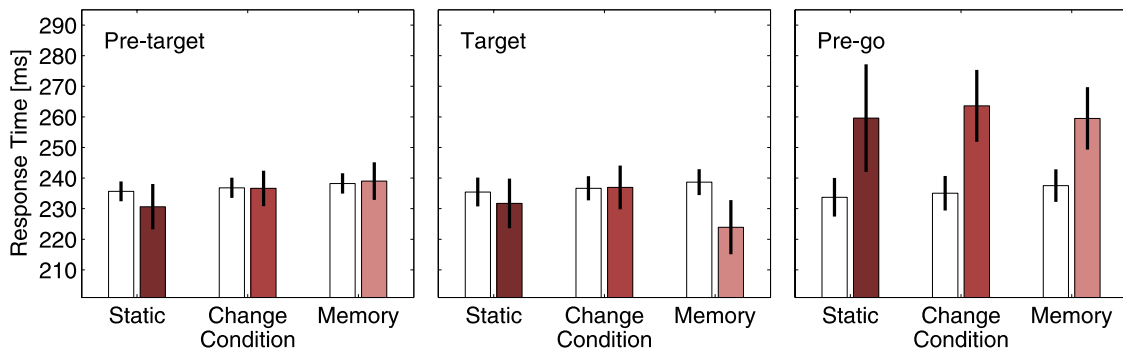 Response Time [ms]
290
280
270
260
250
240
230
220
210
Pre-target
Static
Change
Memory
Condition
Target
Static
Change
Memory
Condition
Pre-go
Static
Change
Memory
Condition